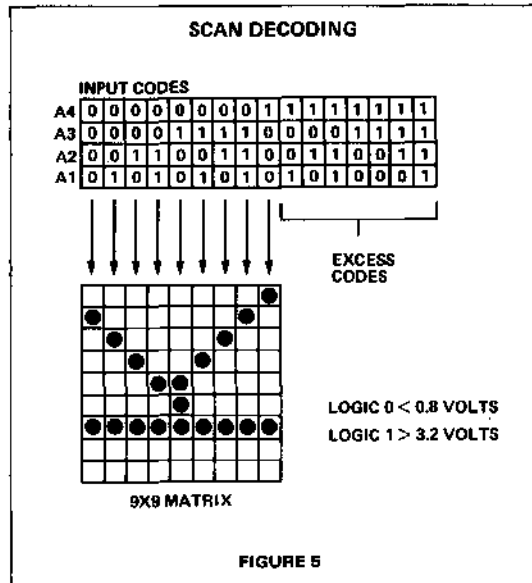 SCAN DECODING
INPUT CODES
A4 0 0 0 0 0 0 0 0 1 1 1 1 1 1 1 1
A3 0 0 0 0 1 1 1 1 0 0 0 0 1 1 1 1
A2 0 0 1 1 0 0 1 1 0 0 1 1 0 0 1 1
A1 0 1 0 1 0 1 0 1 0 1 0 1 0 0 0 1
EXCESS
CODES
LOGIC 0 < 0.8 VOLTS
LOGIC 1 > 3.2 VOLTS
9X9 MATRIX
FIGURE 5